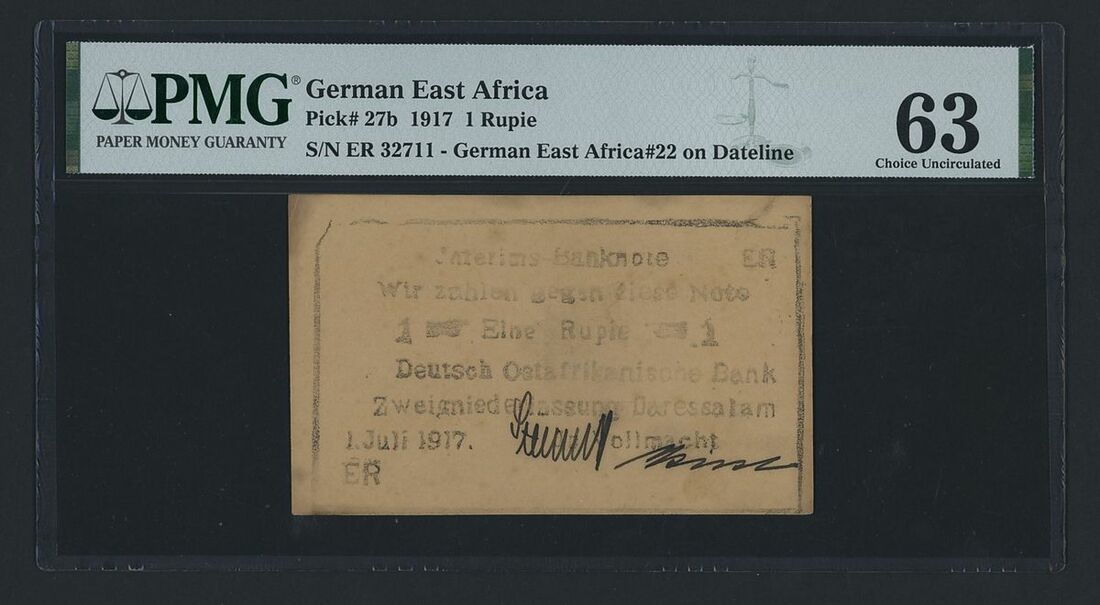 PMG® German East Africa
Pick# 27b 1917 1 Rupie
PAPER MONEY GUARANTY
S/N ER 32711 - German East Africa#22 on Dateline
63
Choice Uncirculated
Interims Banknote ER
Wir zahlen gegen diese Note
1 Eine Rupie 1
Deutsch Ostafrikanische Bank
Zweigniederlassung Daressalam
1. Juli 1917. Vollmacht
ER